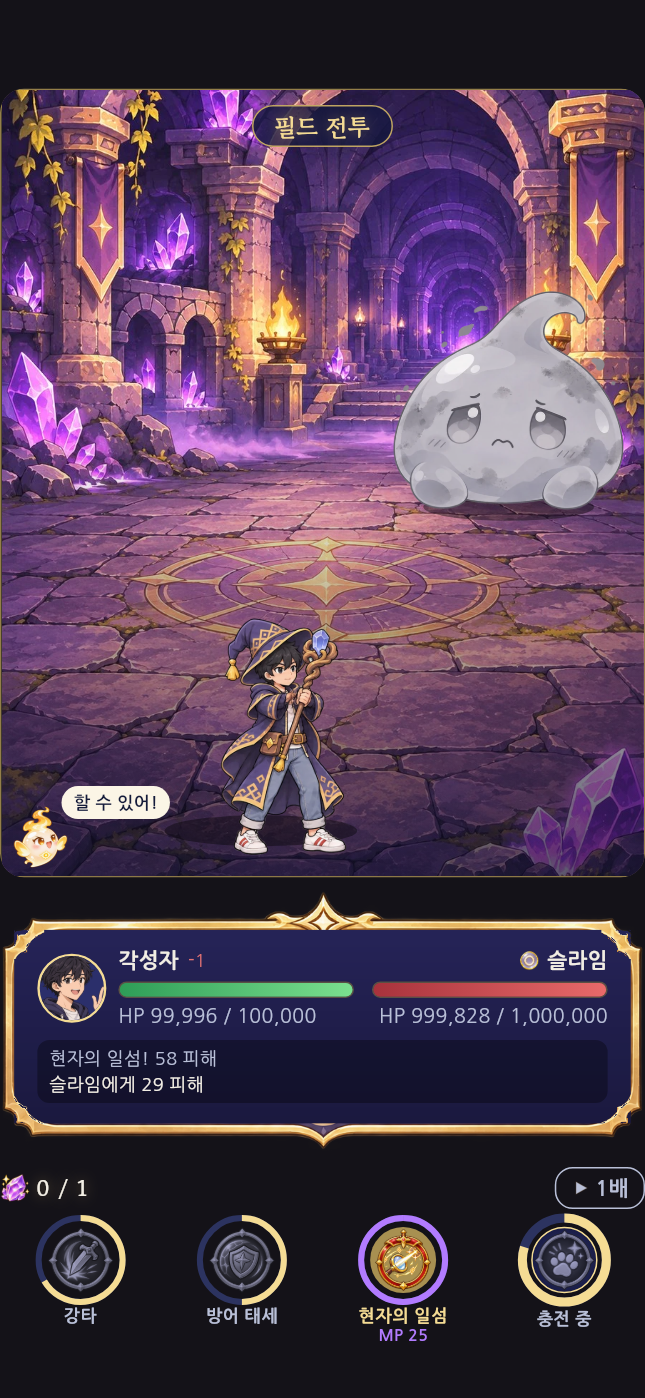 필드 전투
할 수 있어!
각성자 -1
슬라임
HP 99,996 / 100,000
HP 999,828 / 1,000,000
현자의 일섬! 58 피해
슬라임에게 29 피해
0 / 1
▶ 1배
강타
방어 태세
현자의 일섬
MP 25
충전 중